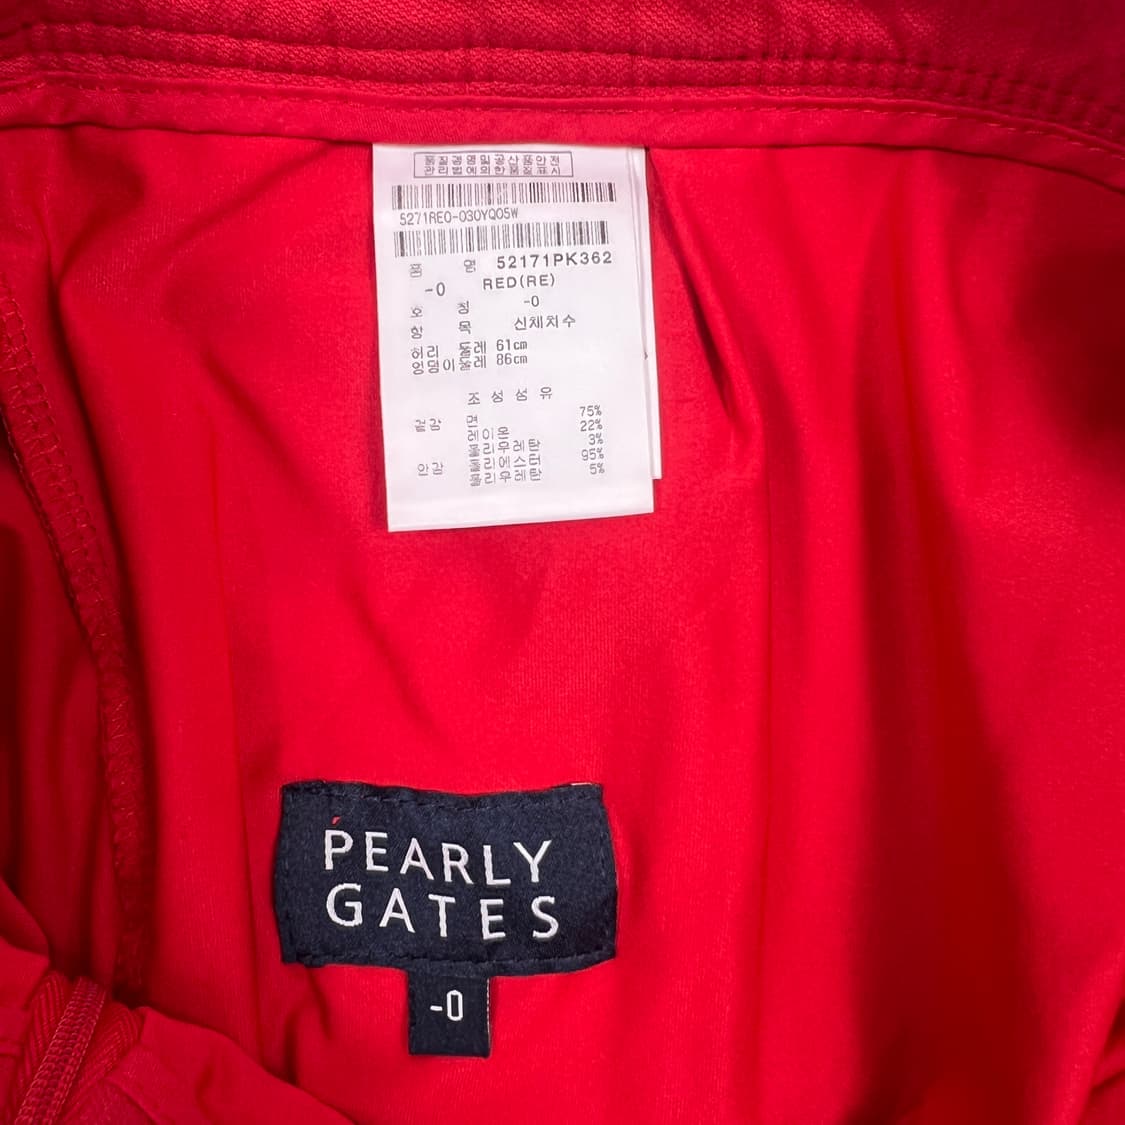 품질경영및공산품안전
관리법에의한품질표시
5271RE0-030YQ05W
품 명 52171PK362
-0 RED(RE)
호 칭 -0
항 목 신체치수
허리 둘레 61cm
엉덩이둘레 86cm
조 성 섬 유
겉감 면 75%
레이온 22%
폴리우레탄 3%
안감 폴리에스터 95%
폴리우레탄 5%
PEARLY
GATES
-0